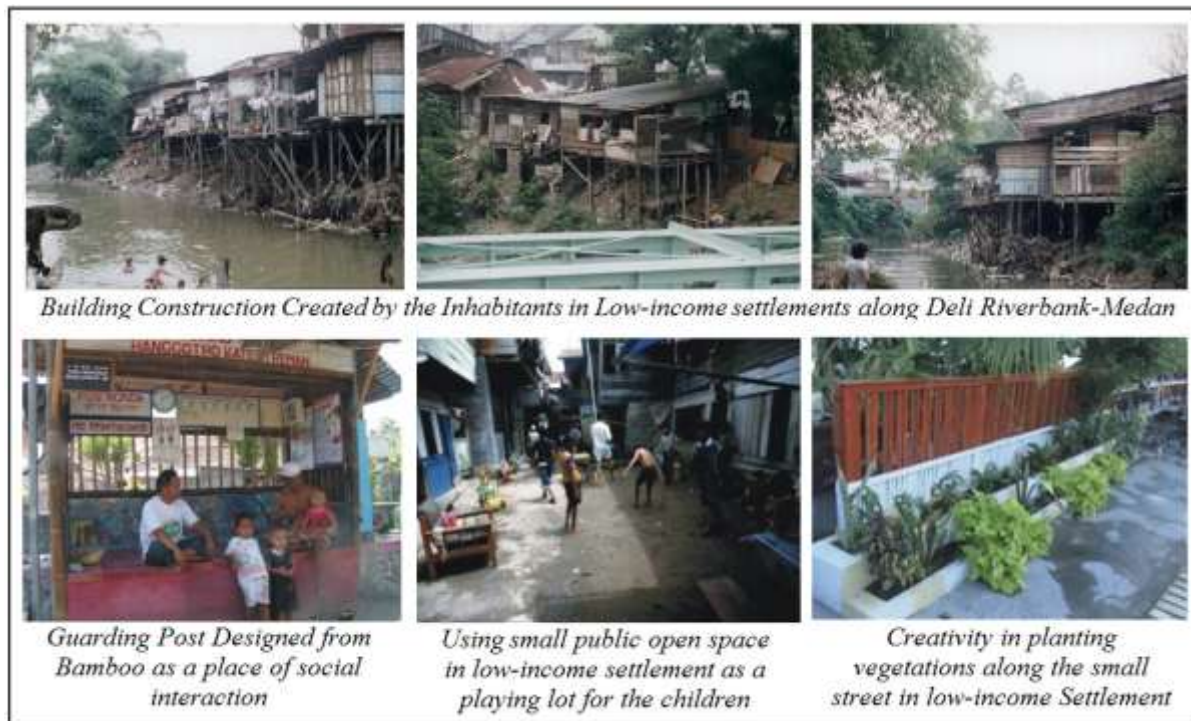 Building Construction Created by the Inhabitants in Low-income settlements along Deli Riverbank-Medan
Guarding Post Designed from
Bamboo as a place of social
interaction
Using small public open space
in low-income settlement as a
playing lot for the children
Creativity in planting
vegetations along the small
street in low-income Settlement